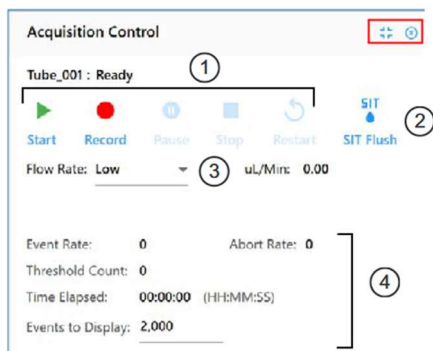 Acquisition Control
Tube_001 : Ready
1
SIT
Start Record Pause Stop Restart SIT Flush
2
Flow Rate: Low 3 uL/Min: 0.00
Event Rate: 0 Abort Rate: 0
Threshold Count: 0
Time Elapsed: 00:00:00 (HH:MM:SS)
4
Events to Display: 2,000